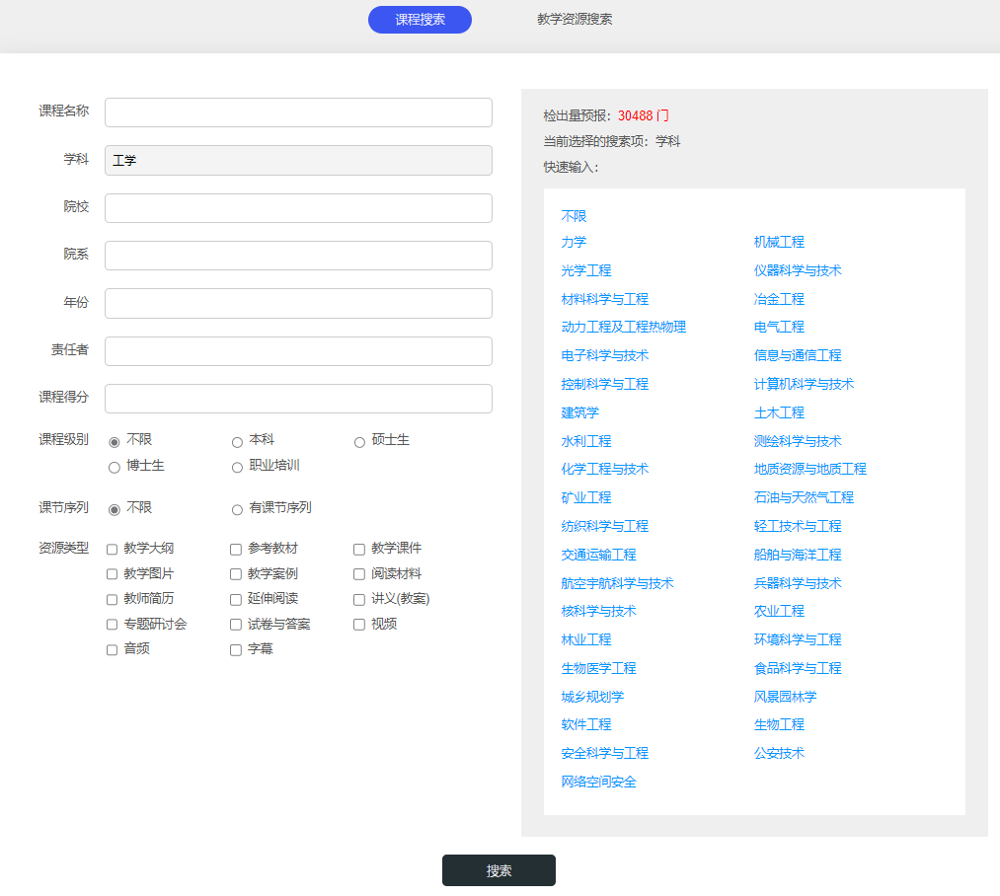 课程搜索 教学资源搜索
课程名称
学科 工学
院校
院系
年份
责任者
课程得分
课程级别 不限 本科 硕士生
博士生 职业培训
课节序列 不限 有课节序列
资源类型 教学大纲 参考教材 教学课件
教学图片 教学案例 阅读材料
教师简历 延伸阅读 讲义(教案)
专题研讨会 试卷与答案 视频
音频 字幕
检出量预报：30488 门
当前选择的搜索项：学科
快速输入：
不限
力学 机械工程
光学工程 仪器科学与技术
材料科学与工程 冶金工程
动力工程及工程热物理 电气工程
电子科学与技术 信息与通信工程
控制科学与工程 计算机科学与技术
建筑学 土木工程
水利工程 测绘科学与技术
化学工程与技术 地质资源与地质工程
矿业工程 石油与天然气工程
纺织科学与工程 轻工技术与工程
交通运输工程 船舶与海洋工程
航空宇航科学与技术 兵器科学与技术
核科学与技术 农业工程
林业工程 环境科学与工程
生物医学工程 食品科学与工程
城乡规划学 风景园林学
软件工程 生物工程
安全科学与工程 公安技术
网络空间安全
搜索